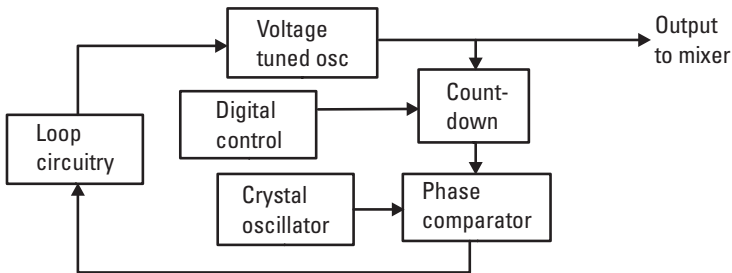 Voltage
tuned osc
Output
to mixer
Digital
control
Count-
down
Loop
circuitry
Crystal
oscillator
Phase
comparator